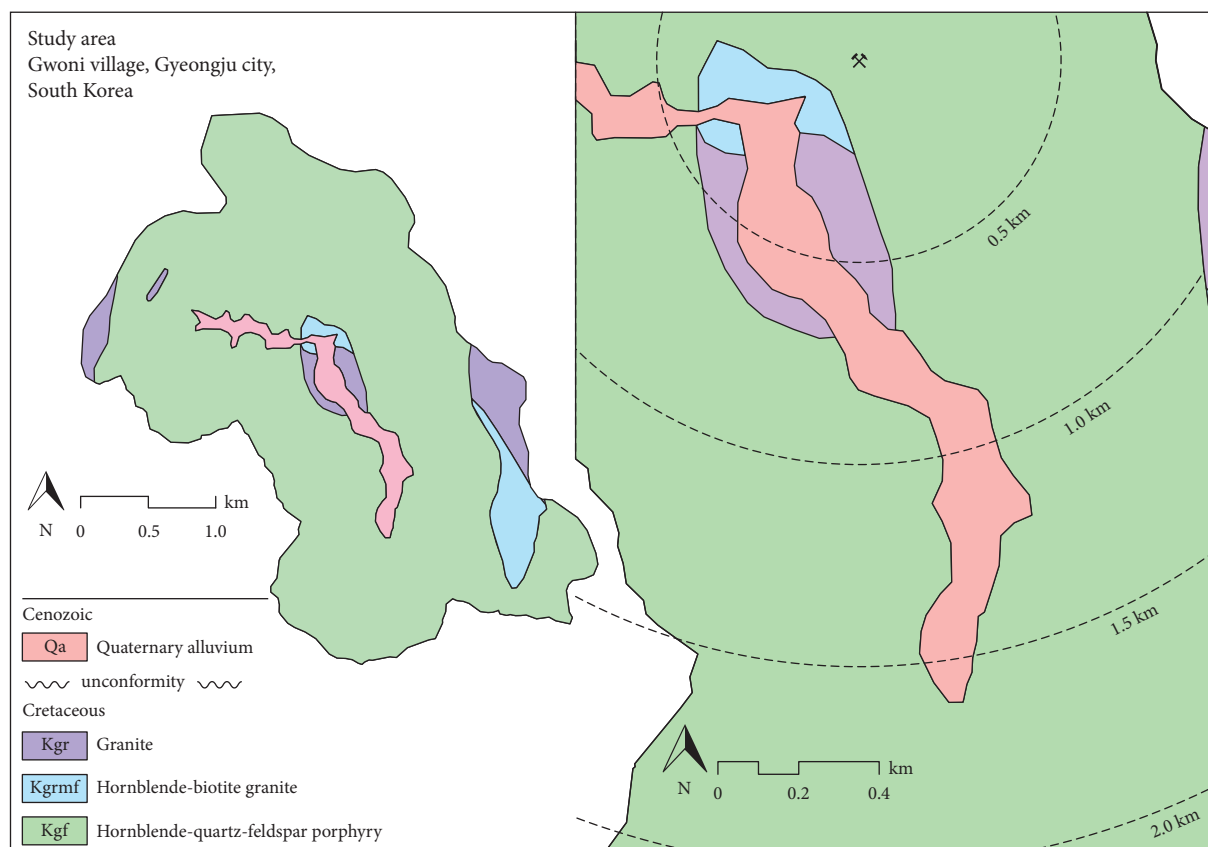 Study area
Gwoni village, Gyeongju city,
South Korea
N
km
0 0.5 1.0
Cenozoic
Qa Quaternary alluvium
unconformity
Cretaceous
Kgr Granite
Kgrmf Hornblende-biotite granite
Kgf Hornblende-quartz-feldspar porphyry
0.5 km
1.0 km
1.5 km
2.0 km
N
km
0 0.2 0.4